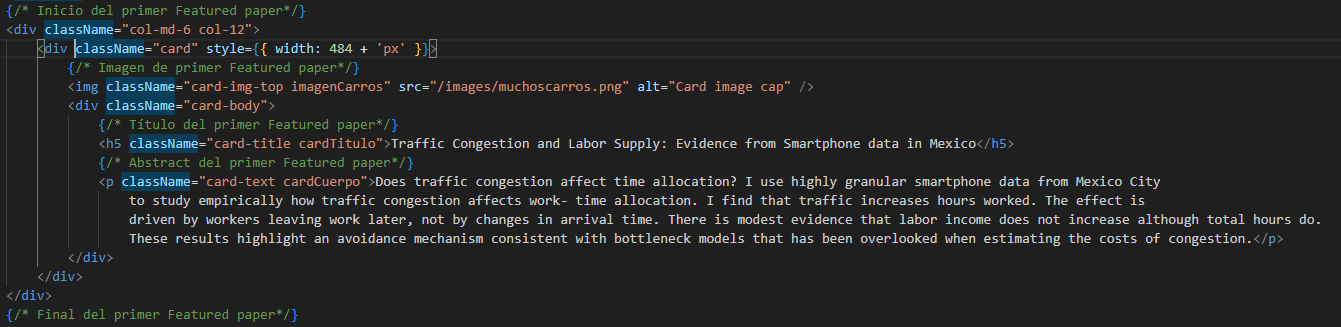 {/* Inicio del primer Featured paper*/}
<div className="col-md-6 col-12">
<div className="card" style={{ width: 484 + 'px' }}>
{/* Imagen de primer Featured paper*/}
<img className="card-img-top imagenCarros" src="/images/muchoscarros.png" alt="Card image cap" />
<div className="card-body">
{/* Título del primer Featured paper*/}
<h5 className="card-title cardTitulo">Traffic Congestion and Labor Supply: Evidence from Smartphone data in Mexico</h5>
{/* Abstract del primer Featured paper*/}
<p className="card-text cardCuerpo">Does traffic congestion affect time allocation? I use highly granular smartphone data from Mexico City
to study empirically how traffic congestion affects work- time allocation. I find that traffic increases hours worked. The effect is
driven by workers leaving work later, not by changes in arrival time. There is modest evidence that labor income does not increase although total hours do.
These results highlight an avoidance mechanism consistent with bottleneck models that has been overlooked when estimating the costs of congestion.</p>
</div>
</div>
</div>
{/* Final del primer Featured paper*/}